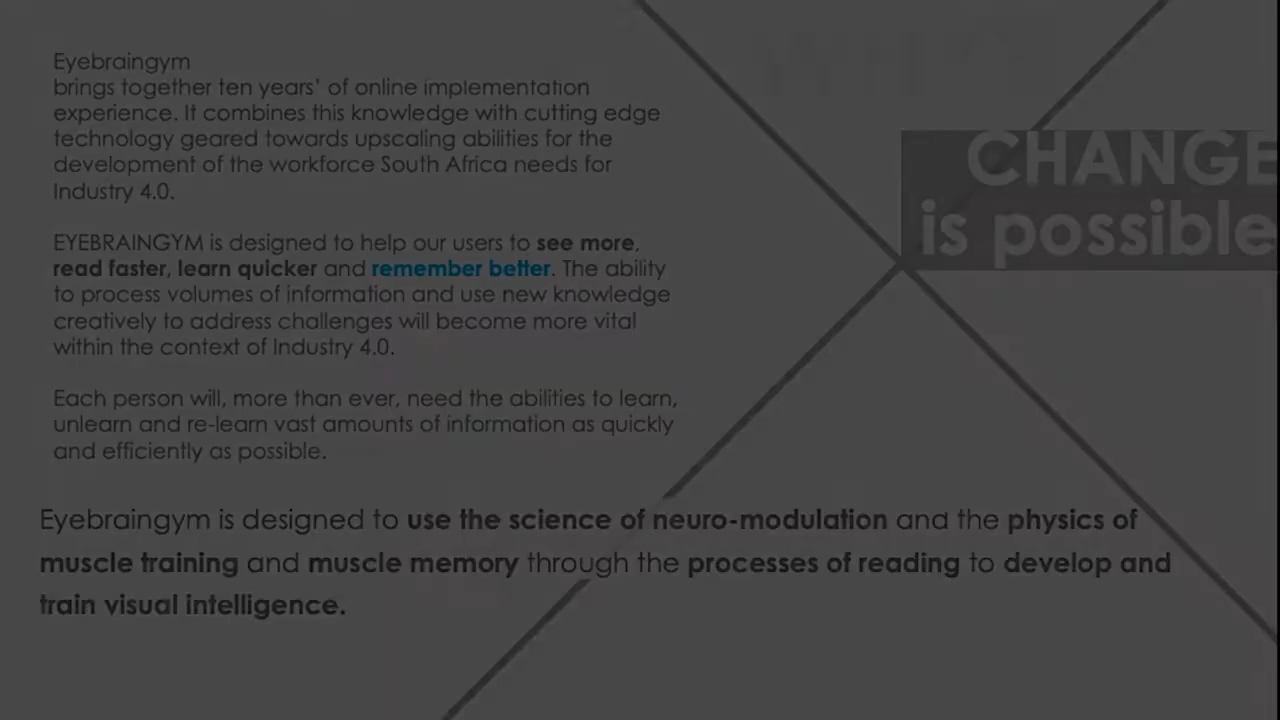 Eyebraingym
brings together ten years' of online implementation
experience. It combines this knowledge with cutting edge
technology geared towards upscaling abilities for the
development of the workforce South Africa needs for
Industry 4.0.
EYEBRAINGYM is designed to help our users to see more,
read faster, learn quicker and remember better. The ability
to process volumes of information and use new knowledge
creatively to address challenges will become more vital
within the context of Industry 4.0.
Each person will, more than ever, need the abilities to learn,
unlearn and re-learn vast amounts of information as quickly
and efficiently as possible.
CHANGE
is possible
Eyebraingym is designed to use the science of neuro-modulation and the physics of
muscle training and muscle memory through the processes of reading to develop and
train visual intelligence.